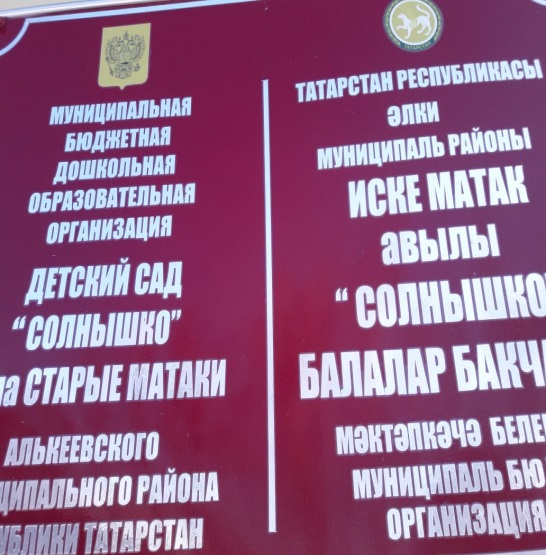 МУНИЦИПАЛЬНАЯ
БЮДЖЕТНАЯ
ДОШКОЛЬНАЯ
ОБРАЗОВАТЕЛЬНАЯ
ОРГАНИЗАЦИЯ
ДЕТСКИЙ САД
"СОЛНЫШКО"
ла СТАРЫЕ МАТАКИ
АЛЬКЕЕВСКОГО
ЦИПАЛЬНОГО РАЙОНА
УБЛИКИ ТАТАРСТАН
ТАТАРСТАН РЕСПУБЛИКАСЫ
ӘЛКИ
МУНИЦИПАЛЬ РАЙОНЫ
ИСКЕ МАТАК
авылы
"СОЛНЫШКО"
БАЛАЛАР БАКЧ
МӘКТӘПКӘЧӘ БЕЛЕ
МУНИЦИПАЛЬ БЮ
ОРГАНИЗАЦИЯ